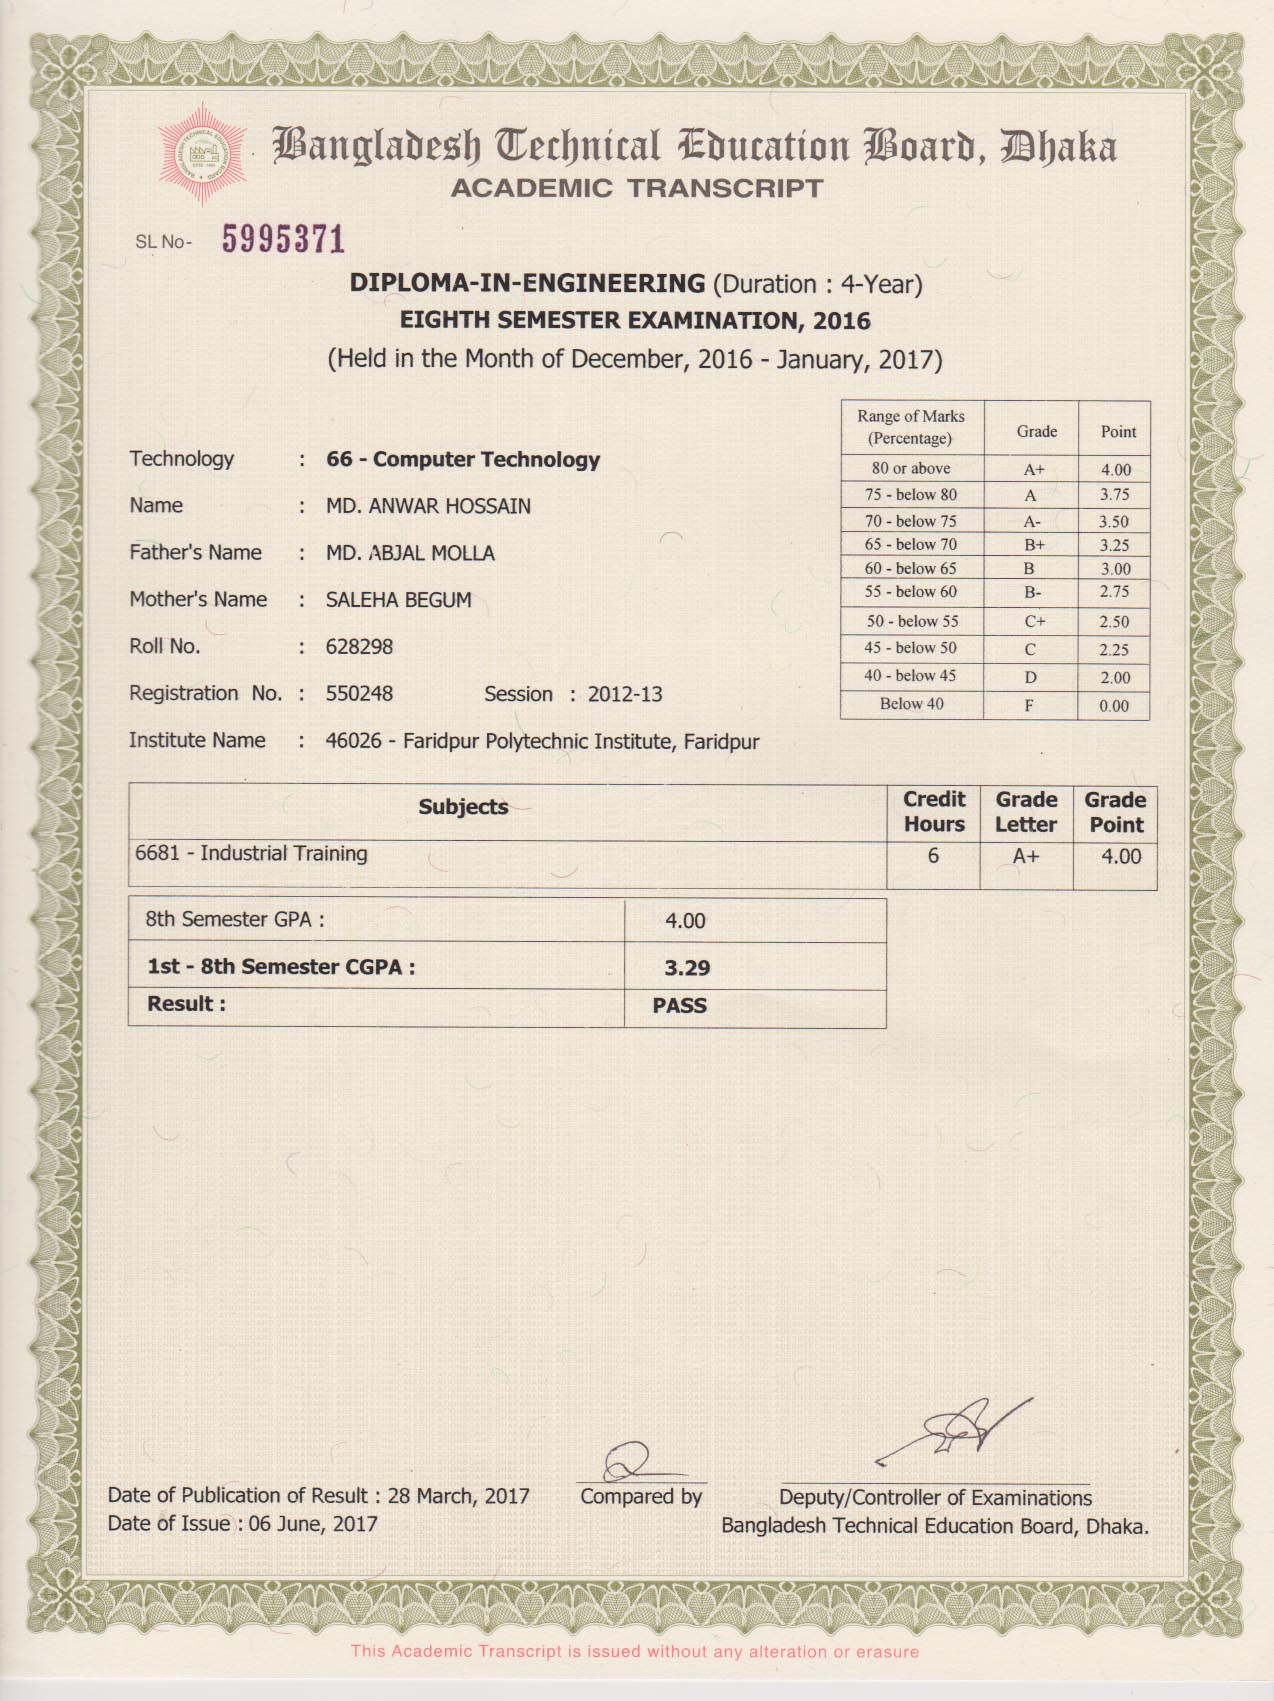 Bangladesh Technical Education Board, Dhaka
ACADEMIC TRANSCRIPT
SL No- 5995371
DIPLOMA-IN-ENGINEERING (Duration : 4-Year)
EIGHTH SEMESTER EXAMINATION, 2016
(Held in the Month of December, 2016 - January, 2017)
Range of Marks (Percentage) Grade Point
80 or above A+ 4.00
75 - below 80 A 3.75
70 - below 75 A- 3.50
65 - below 70 B+ 3.25
60 - below 65 B 3.00
55 - below 60 B- 2.75
50 - below 55 C+ 2.50
45 - below 50 C 2.25
40 - below 45 D 2.00
Below 40 F 0.00
Technology : 66 - Computer Technology
Name : MD. ANWAR HOSSAIN
Father's Name : MD. ABJAL MOLLA
Mother's Name : SALEHA BEGUM
Roll No. : 628298
Registration No. : 550248 Session : 2012-13
Institute Name : 46026 - Faridpur Polytechnic Institute, Faridpur
Subjects Credit Hours Grade Letter Grade Point
6681 - Industrial Training 6 A+ 4.00
8th Semester GPA : 4.00
1st - 8th Semester CGPA : 3.29
Result : PASS
Date of Publication of Result : 28 March, 2017
Date of Issue : 06 June, 2017
Compared by
Deputy/Controller of Examinations
Bangladesh Technical Education Board, Dhaka.
This Academic Transcript is issued without any alteration or erasure